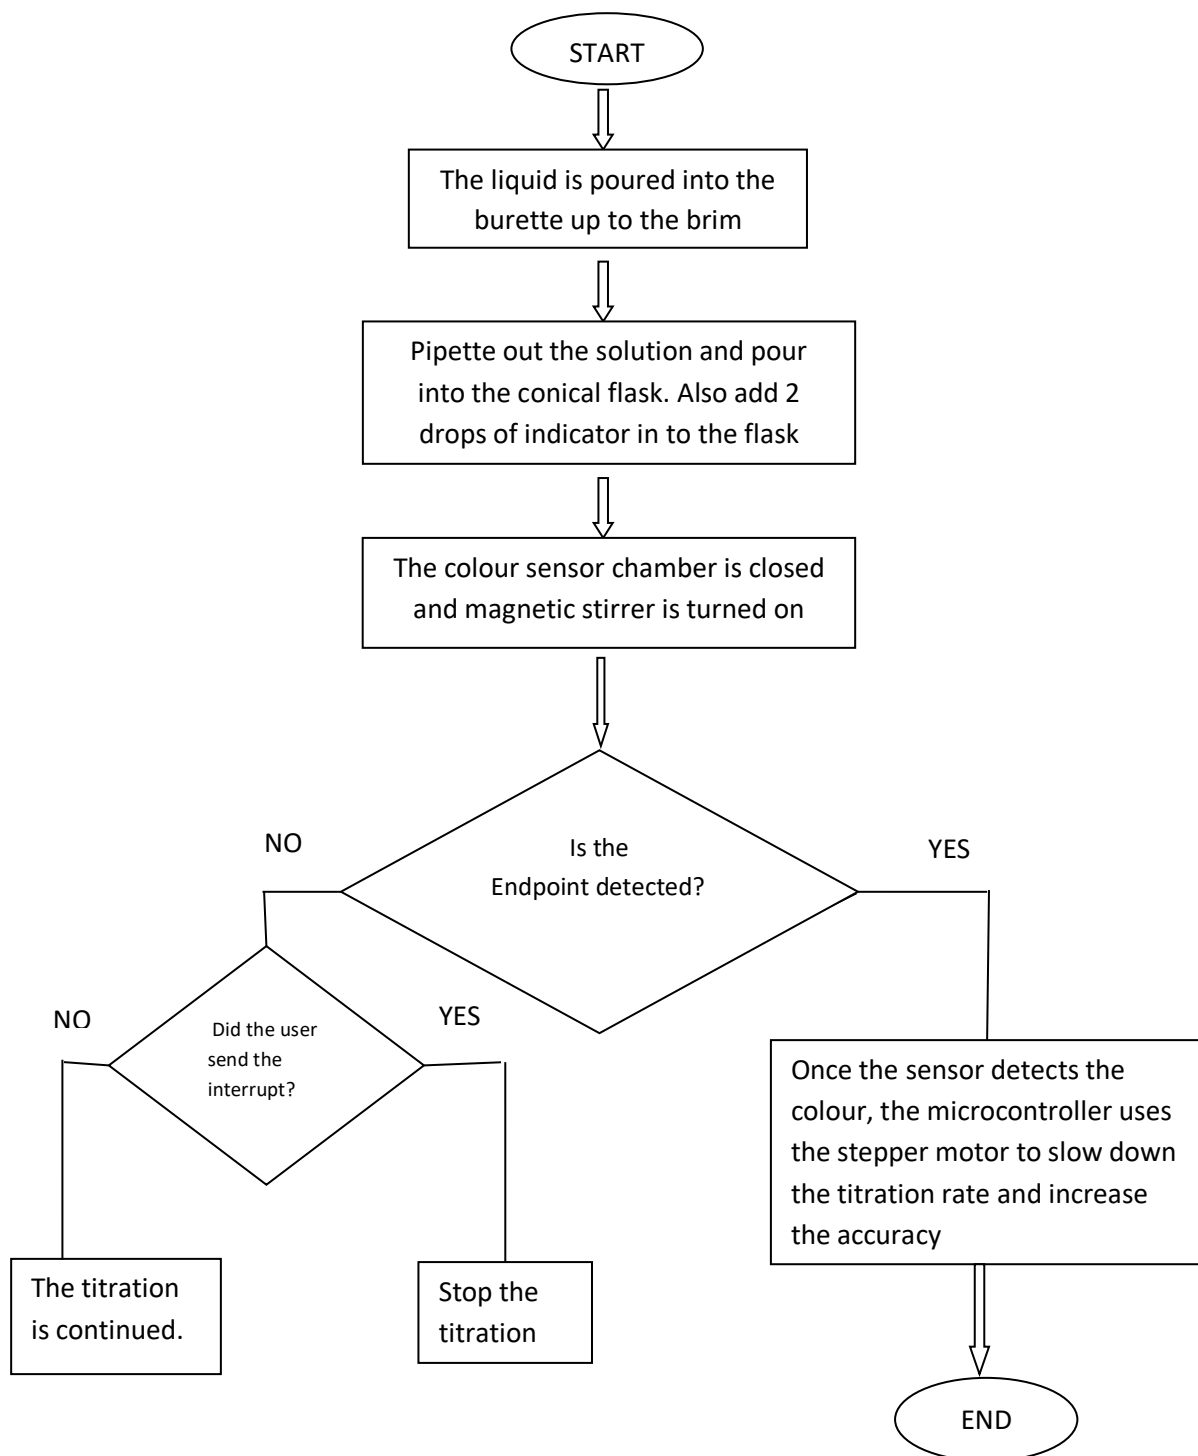 START
The liquid is poured into the
burette up to the brim
Pipette out the solution and pour
into the conical flask. Also add 2
drops of indicator in to the flask
The colour sensor chamber is closed
and magnetic stirrer is turned on
NO
Is the
Endpoint detected?
YES
NO
Did the user
send the
interrupt?
YES
Once the sensor detects the
colour, the microcontroller uses
the stepper motor to slow down
the titration rate and increase
the accuracy
The titration
is continued.
Stop the
titration
END